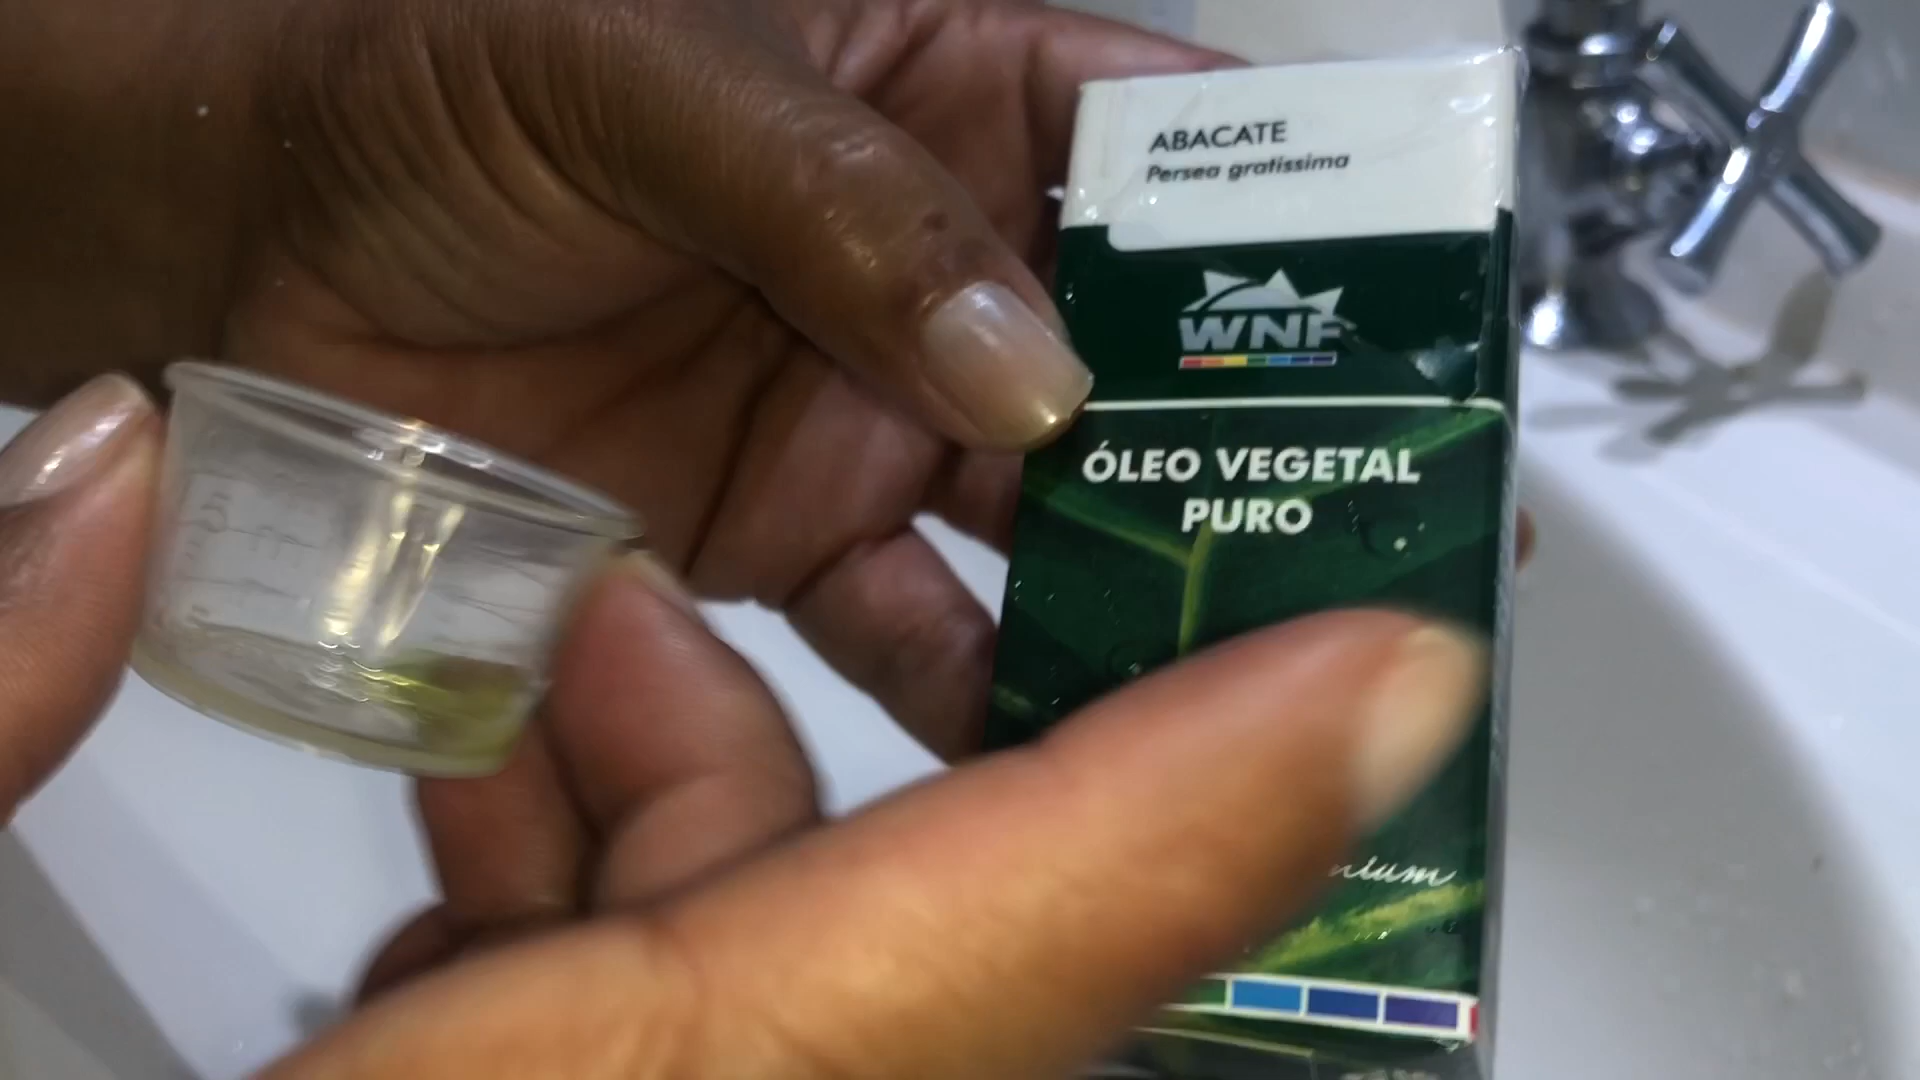 ABACATE
Persea gratissima
WNF
ÓLEO VEGETAL
PURO